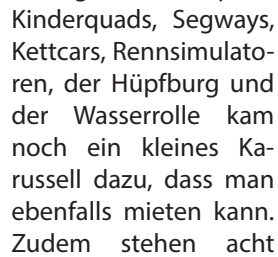 Kinderquads, Segways,
Kettcars, Rennsimulato-
ren, der Hüpfburg und
der Wasserrolle kam
noch ein kleines Ka-
russell dazu, dass man
ebenfalls mieten kann.
Zudem stehen acht